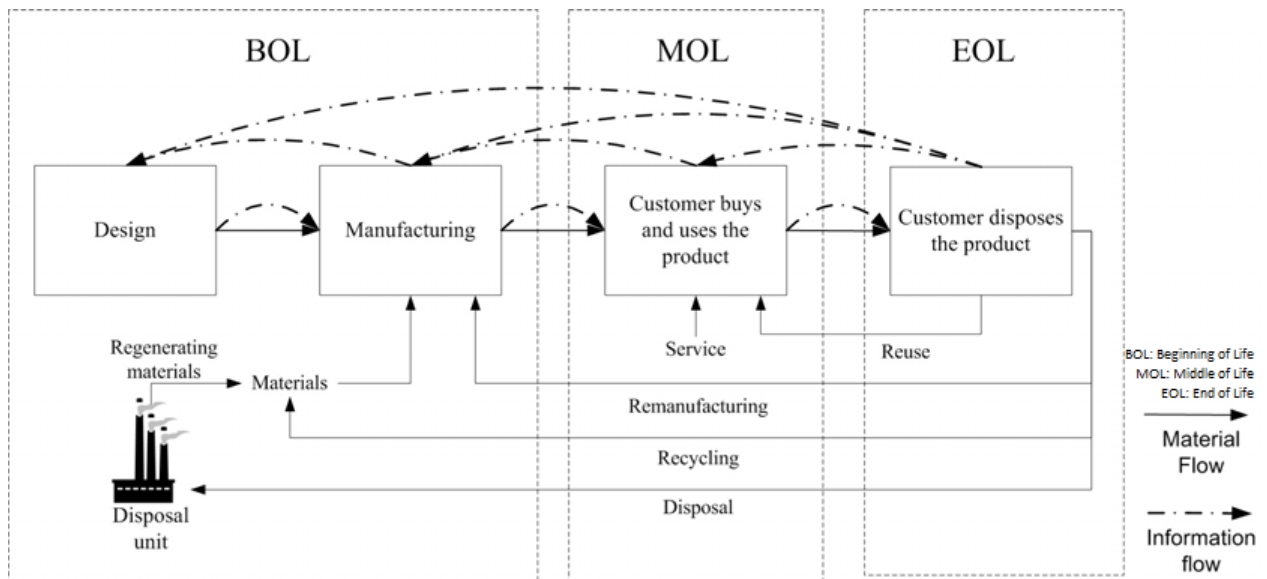 BOL
MOL
EOL
Design
Manufacturing
Customer buys
and uses the
product
Customer disposes
the product
Regenerating
materials
Materials
Service
Reuse
Remanufacturing
Recycling
Disposal
Disposal
unit
BOL: Beginning of Life
MOL: Middle of Life
EOL: End of Life
Material
Flow
Information
flow